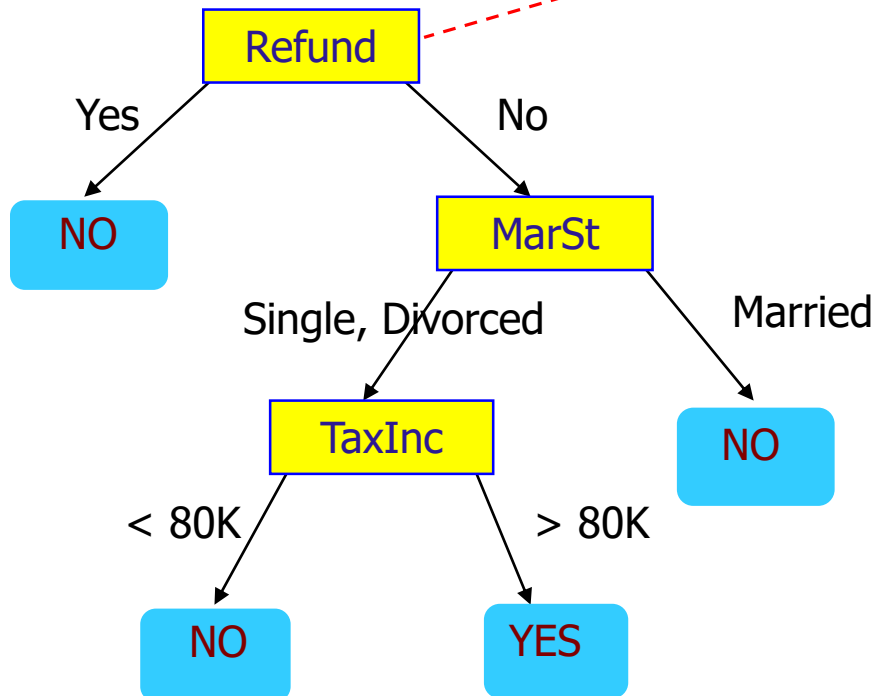 Refund
Yes
No
NO
MarSt
Single, Divorced
Married
TaxInc
NO
< 80K
> 80K
NO
YES